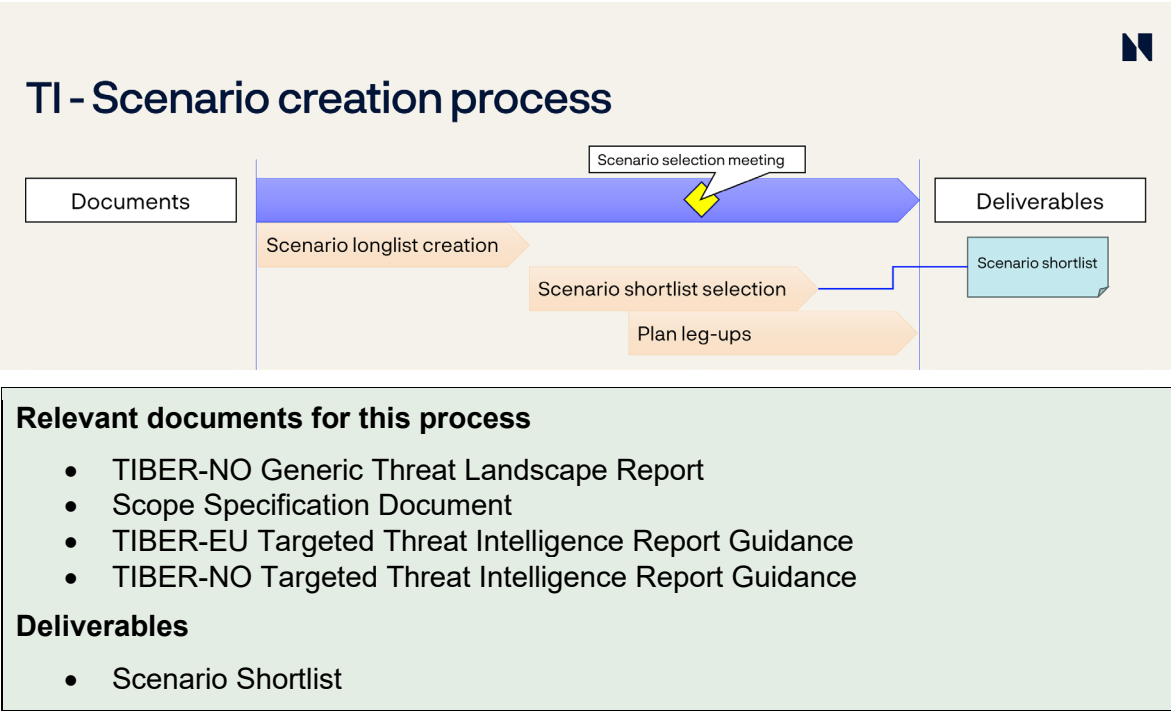 TI - Scenario creation process
Scenario selection meeting
Documents
Deliverables
Scenario longlist creation
Scenario shortlist
Scenario shortlist selection
Plan leg-ups
Relevant documents for this process
• TIBER-NO Generic Threat Landscape Report
• Scope Specification Document
• TIBER-EU Targeted Threat Intelligence Report Guidance
• TIBER-NO Targeted Threat Intelligence Report Guidance
Deliverables
• Scenario Shortlist